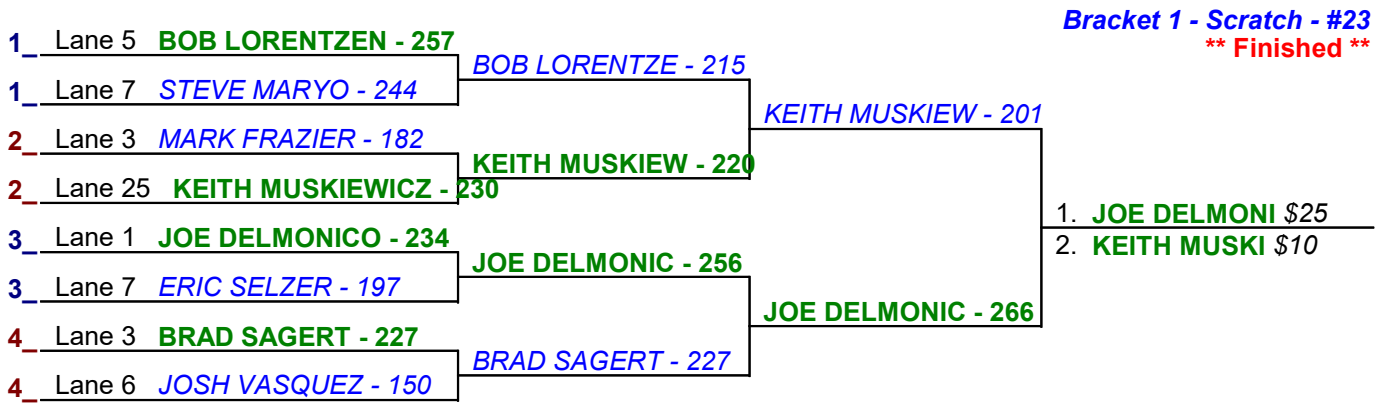 Bracket 1 - Scratch - #23
** Finished **
1_ Lane 5 BOB LORENTZEN - 257
1_ Lane 7 STEVE MARYO - 244
2_ Lane 3 MARK FRAZIER - 182
2_ Lane 25 KEITH MUSKIEWICZ - 230
3_ Lane 1 JOE DELMONICO - 234
3_ Lane 7 ERIC SELZER - 197
4_ Lane 3 BRAD SAGERT - 227
4_ Lane 6 JOSH VASQUEZ - 150
BOB LORENTZE - 215
KEITH MUSKIEW - 220
JOE DELMONIC - 256
BRAD SAGERT - 227
KEITH MUSKIEW - 201
JOE DELMONIC - 266
1. JOE DELMONI $25
2. KEITH MUSKI $10